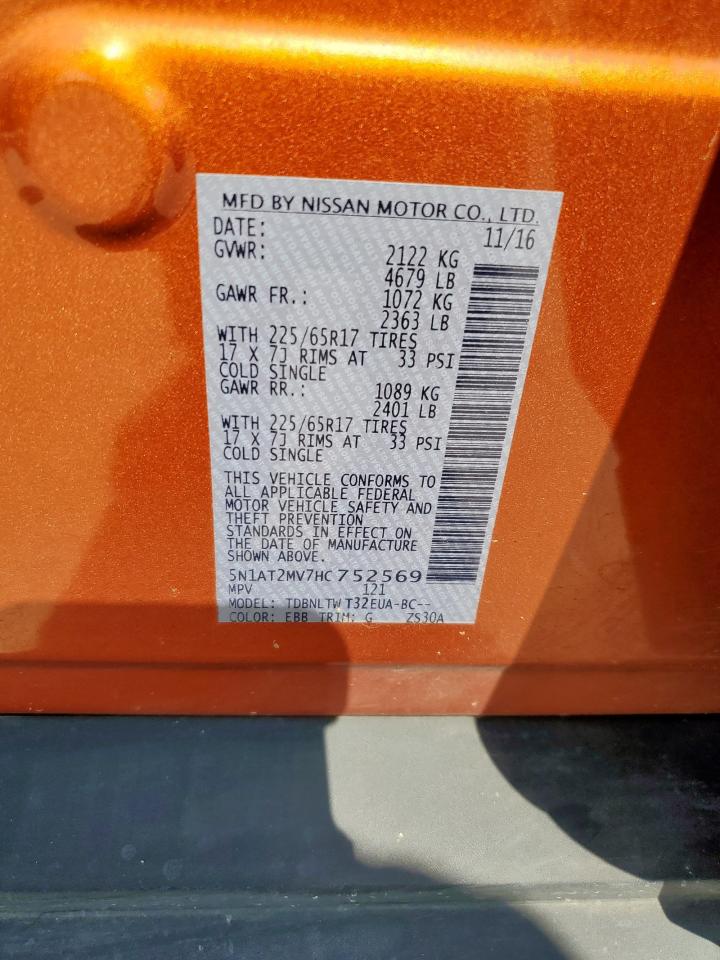 MFD BY NISSAN MOTOR CO., LTD.
DATE: 11/16
GVWR: 2122 KG
4679 LB
GAWR FR.: 1072 KG
2363 LB
WITH 225/65R17 TIRES
17 X 7J RIMS AT 33 PSI
COLD SINGLE
GAWR RR.: 1089 KG
2401 LB
WITH 225/65R17 TIRES
17 X 7J RIMS AT 33 PSI
COLD SINGLE
THIS VEHICLE CONFORMS TO
ALL APPLICABLE FEDERAL
MOTOR VEHICLE SAFETY AND
THEFT PREVENTION
STANDARDS IN EFFECT ON
THE DATE OF MANUFACTURE
SHOWN ABOVE.
5N1AT2MV7HC752569
MPV 121
MODEL: TDBNLTW T32EUA-BC--
COLOR: EBB TRIM: G ZS30A